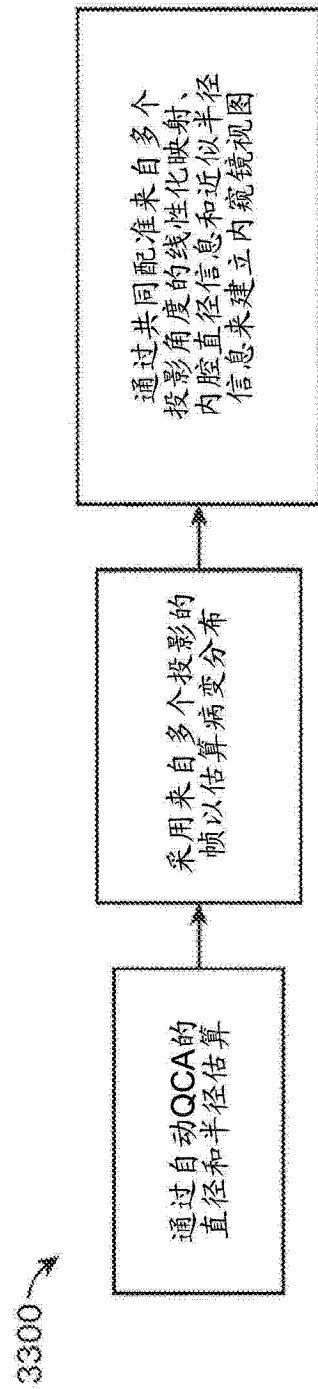 3300
通过自动QCA的
直径和半径估算
采用来自多个投影的
帧以估算病变分布
通过共同配准来自多个
投影角度的线性化映射、
内腔直径信息和近似半径
信息来建立内窥镜视图